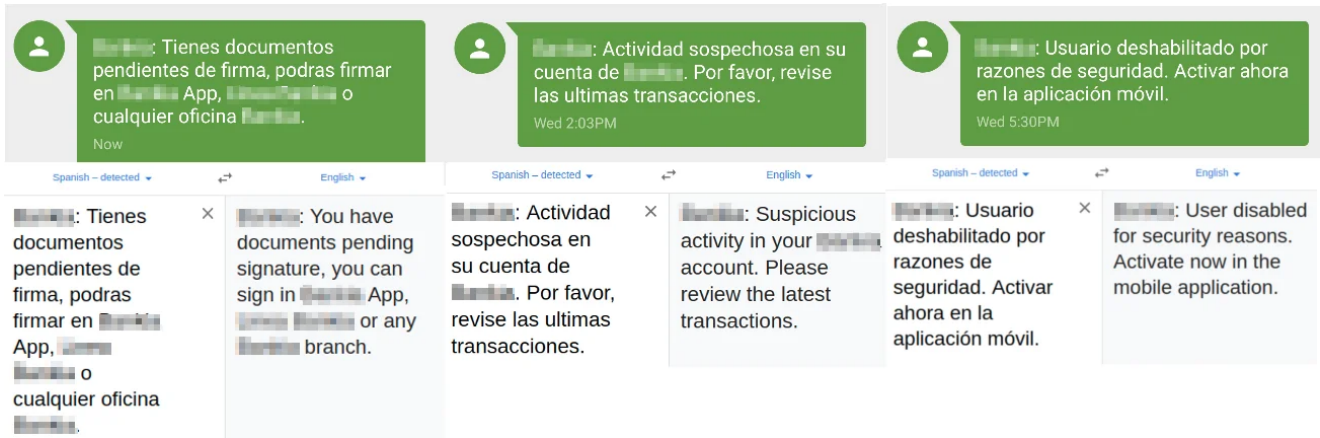 : Tienes documentos
pendientes de firma, podras firmar
en App, o
cualquier oficina .
Now
: Actividad sospechosa en su
cuenta de . Por favor, revise
las ultimas transacciones.
Wed 2:03PM
: Usuario deshabilitado por
razones de seguridad. Activar ahora
en la aplicación móvil.
Wed 5:30PM
Spanish – detected
English
: Tienes
documentos
pendientes de
firma, podras
firmar en
App,
o
cualquier oficina
.
: You have
documents pending
signature, you can
sign in App,
or any
branch.
Spanish – detected
English
: Actividad
sospechosa en
su cuenta de
. Por favor,
revise las ultimas
transacciones.
: Suspicious
activity in your
account. Please
review the latest
transactions.
Spanish – detected
English
: Usuario
deshabilitado por
razones de
seguridad. Activar
ahora en la
aplicación móvil.
: User disabled
for security reasons.
Activate now in the
mobile application.